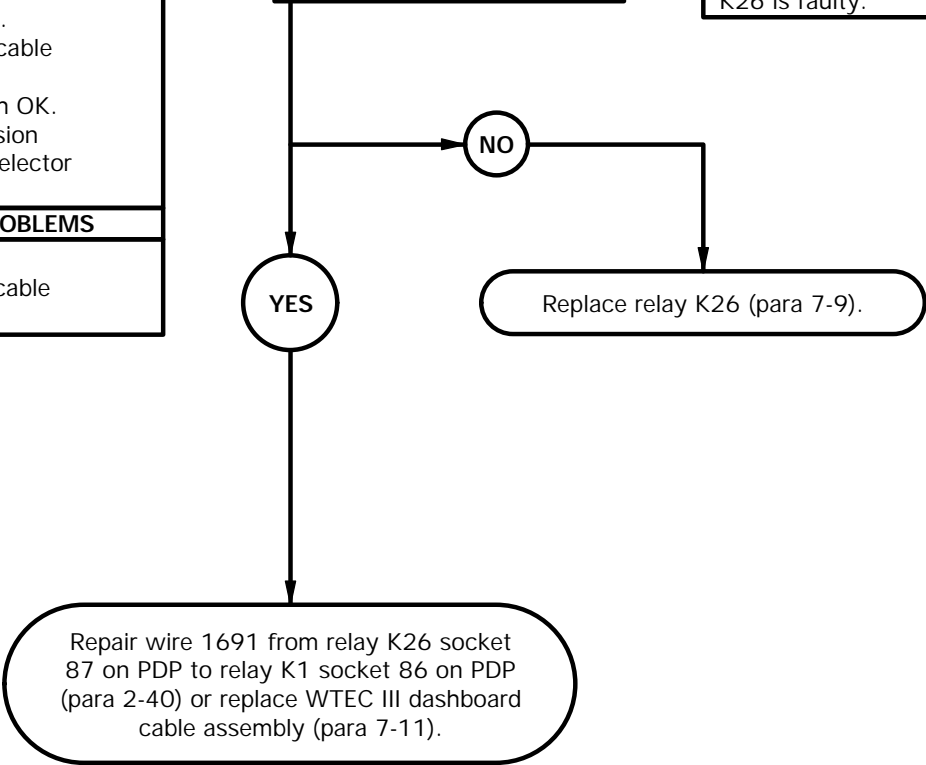 K26 is faulty.
.
cable
n OK.
sion
elector
OBLEMS
cable
NO
YES
Replace relay K26 (para 7-9).
Repair wire 1691 from relay K26 socket
87 on PDP to relay K1 socket 86 on PDP
(para 2-40) or replace WTEC III dashboard
cable assembly (para 7-11).